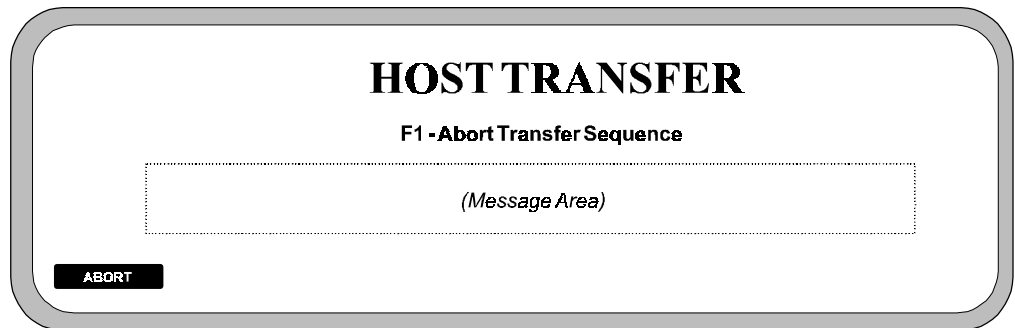 HOST TRANSFER
F1 - Abort Transfer Sequence
(Message Area)
ABORT